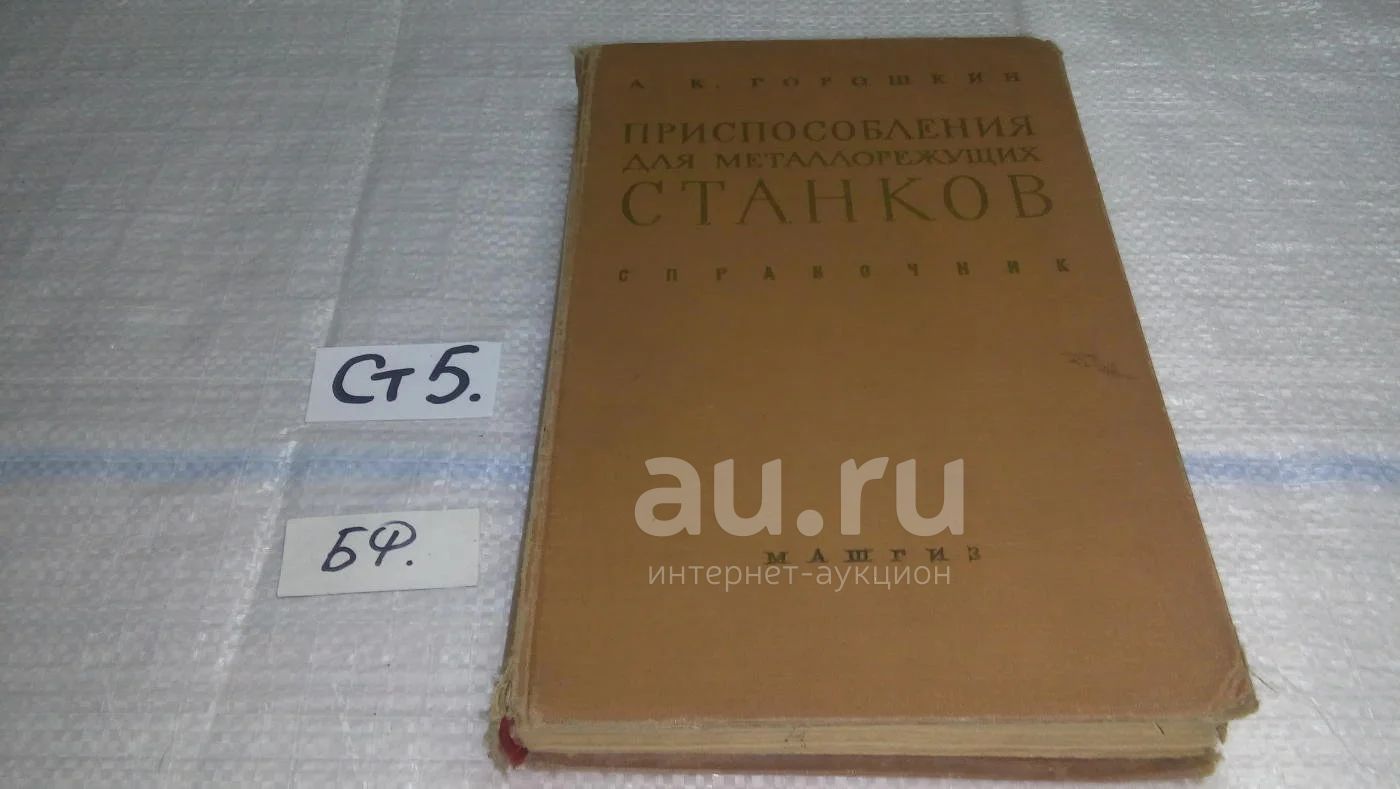 А. К. ГОРОШКИН
ПРИСПОСОБЛЕНИЯ
ДЛЯ МЕТАЛЛОРЕЖУЩИХ
СТАНКОВ
СПРАВОЧНИК
Ст 5.
БФ.
au.ru
МАШГИЗ
интернет-аукцион